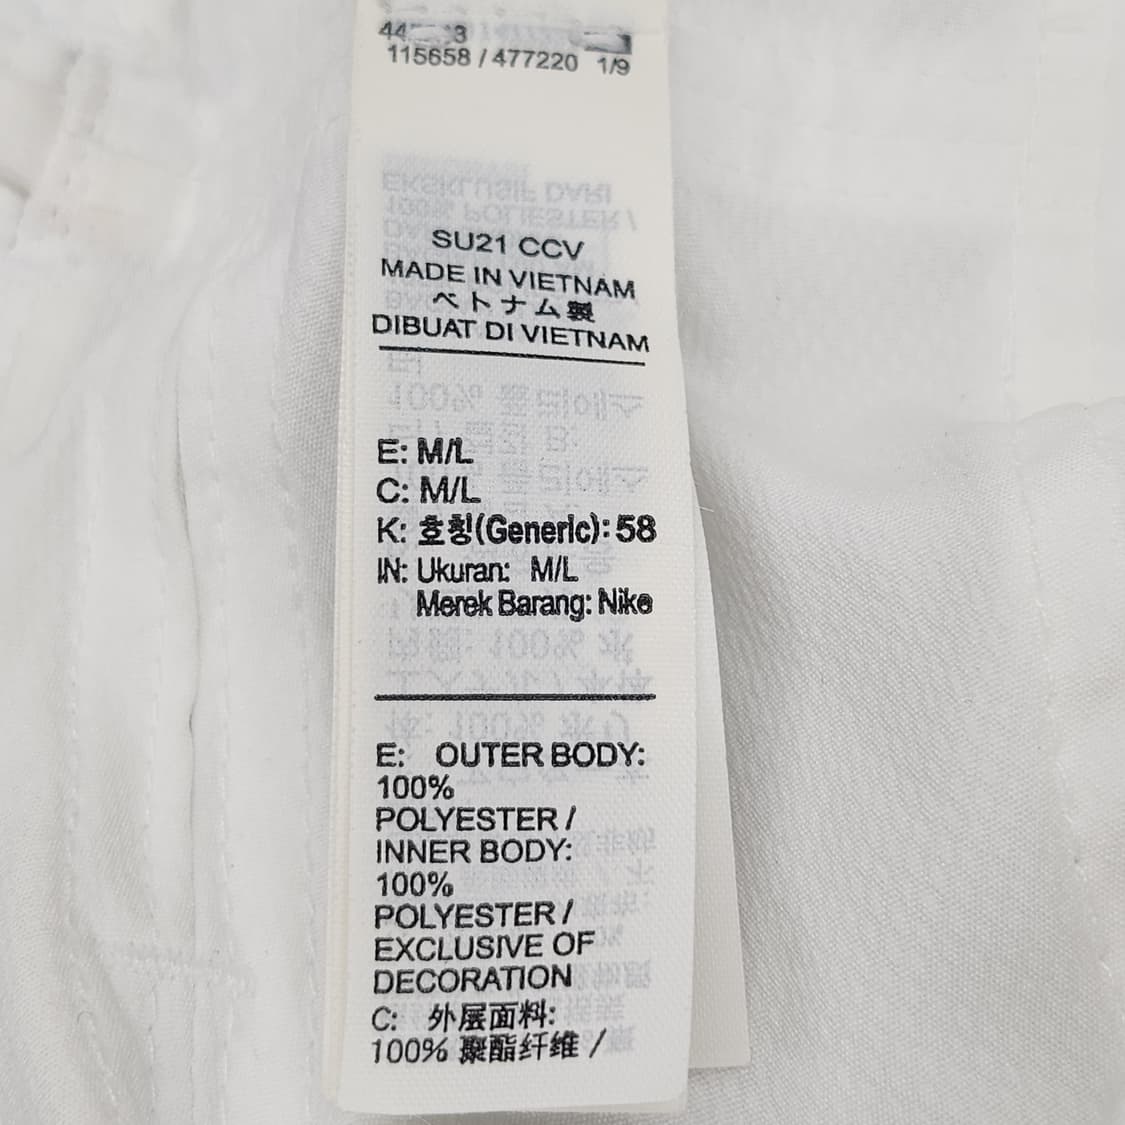 115658 / 477220 1/9
SU21 CCV
MADE IN VIETNAM
ベトナム製
DIBUAT DI VIETNAM
E: M/L
C: M/L
K: 호칭(Generic): 58
IN: Ukuran: M/L
Merek Barang: Nike
E: OUTER BODY:
100%
POLYESTER /
INNER BODY:
100%
POLYESTER /
EXCLUSIVE OF
DECORATION
C: 外层面料:
100% 聚酯纤维 /